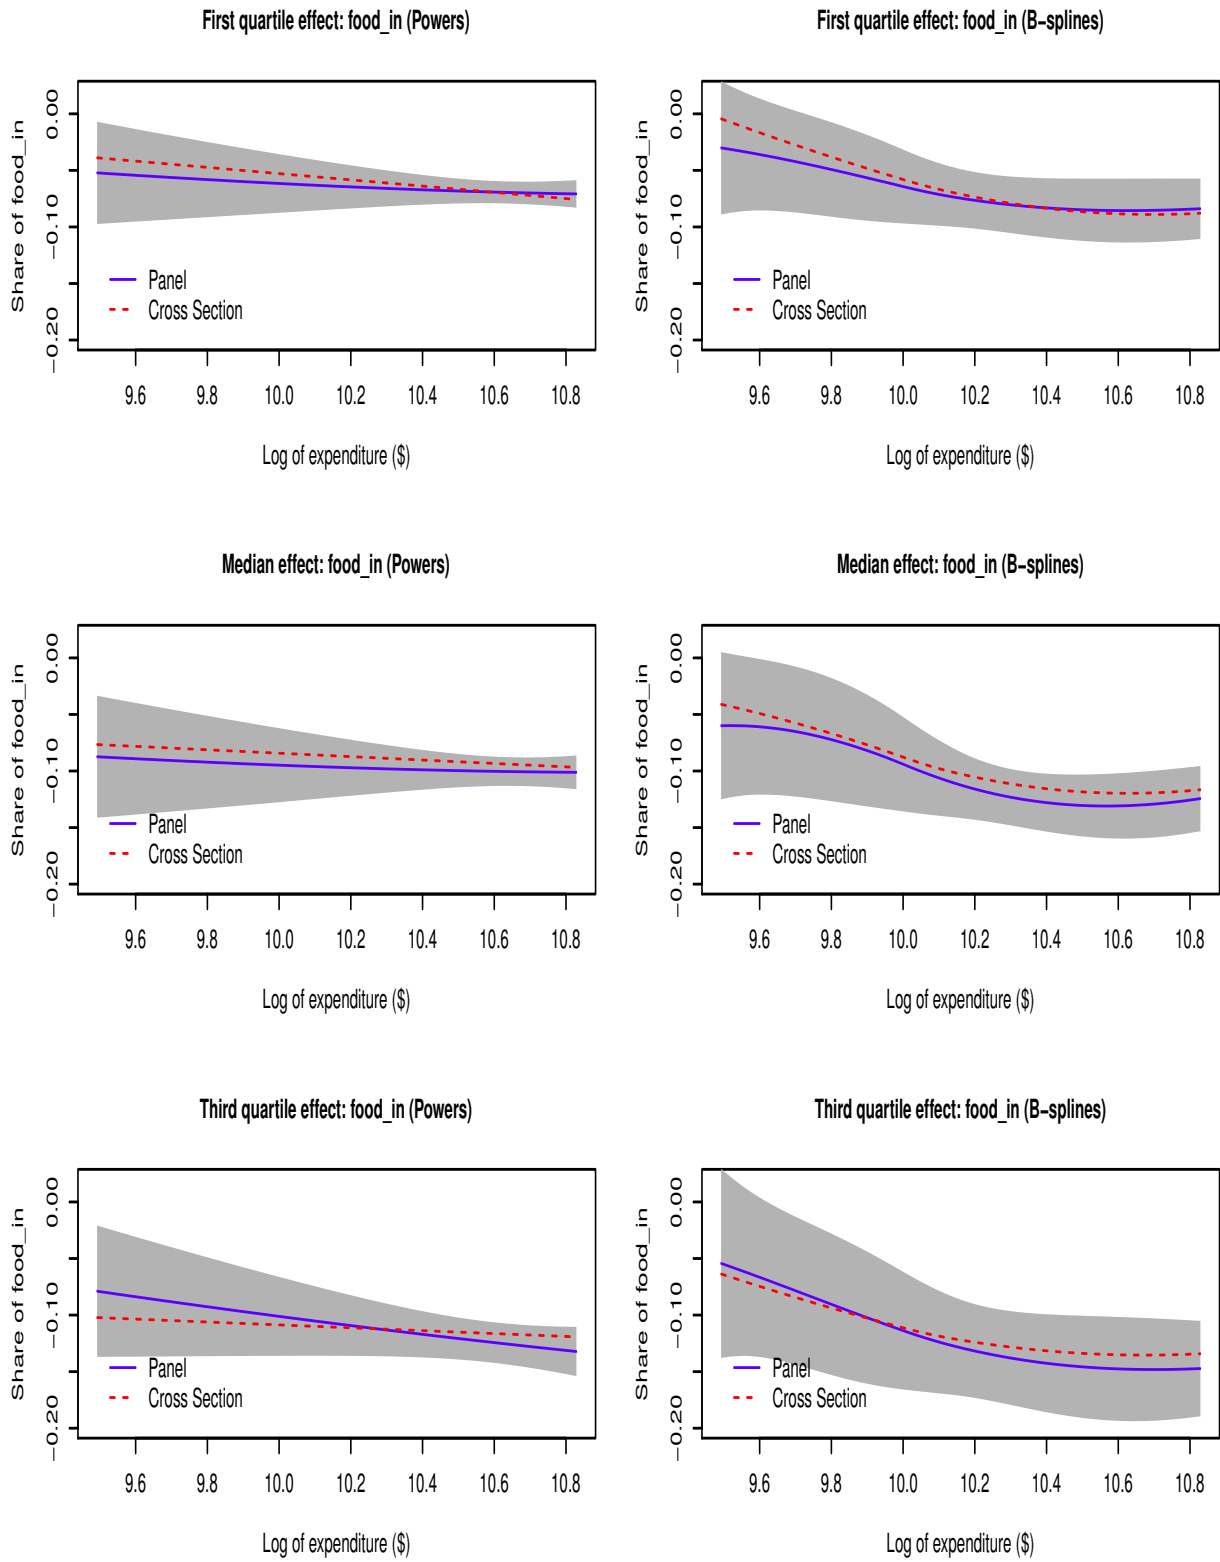 First quartile effect: food_in (Powers)
Share of food_in
0.00
−0.10
−0.20
Panel
Cross Section
9.6 9.8 10.0 10.2 10.4 10.6 10.8
Log of expenditure ($)
First quartile effect: food_in (B−splines)
Share of food_in
0.00
−0.10
−0.20
Panel
Cross Section
9.6 9.8 10.0 10.2 10.4 10.6 10.8
Log of expenditure ($)
Median effect: food_in (Powers)
Share of food_in
0.00
−0.10
−0.20
Panel
Cross Section
9.6 9.8 10.0 10.2 10.4 10.6 10.8
Log of expenditure ($)
Median effect: food_in (B−splines)
Share of food_in
0.00
−0.10
−0.20
Panel
Cross Section
9.6 9.8 10.0 10.2 10.4 10.6 10.8
Log of expenditure ($)
Third quartile effect: food_in (Powers)
Share of food_in
0.00
−0.10
−0.20
Panel
Cross Section
9.6 9.8 10.0 10.2 10.4 10.6 10.8
Log of expenditure ($)
Third quartile effect: food_in (B−splines)
Share of food_in
0.00
−0.10
−0.20
Panel
Cross Section
9.6 9.8 10.0 10.2 10.4 10.6 10.8
Log of expenditure ($)